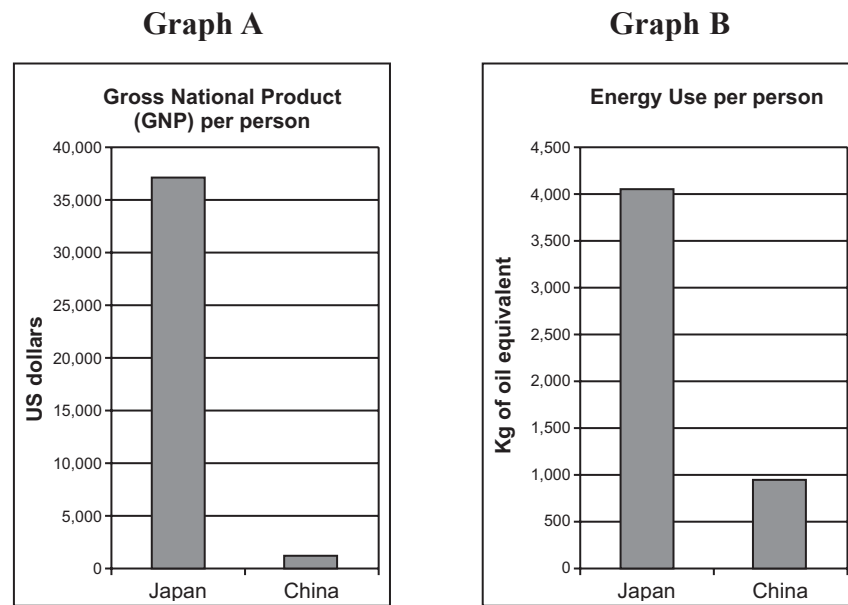 Graph A
Gross National Product
(GNP) per person
US dollars
40,000
35,000
30,000
25,000
20,000
15,000
10,000
5,000
0
Japan
China
Graph B
Energy Use per person
Kg of oil equivalent
4,500
4,000
3,500
3,000
2,500
2,000
1,500
1,000
500
0
Japan
China